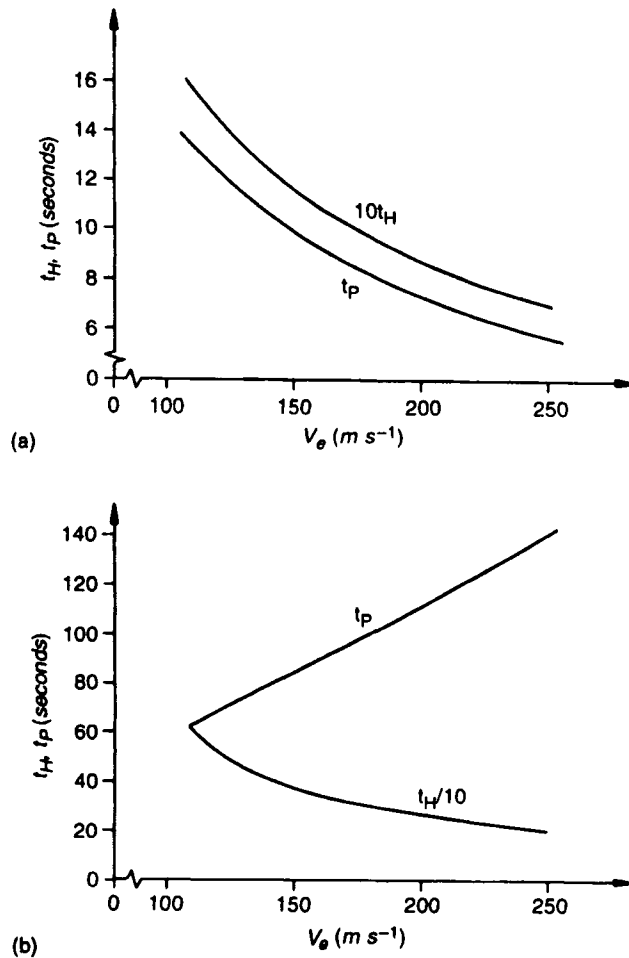 16
14
12
10
8
6
0
t_H, t_P (seconds)
10t_H
t_P
0 100 150 200 250
V_e (m s⁻¹)
(a)
140
120
100
80
60
40
20
0
t_H, t_P (seconds)
t_P
t_H/10
0 100 150 200 250
V_e (m s⁻¹)
(b)